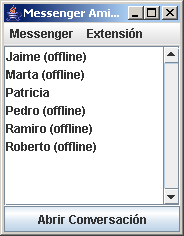 Messenger Ami...
Messenger Extensión
Jaime (offline)
Marta (offline)
Patricia
Pedro (offline)
Ramiro (offline)
Roberto (offline)
Abrir Conversación